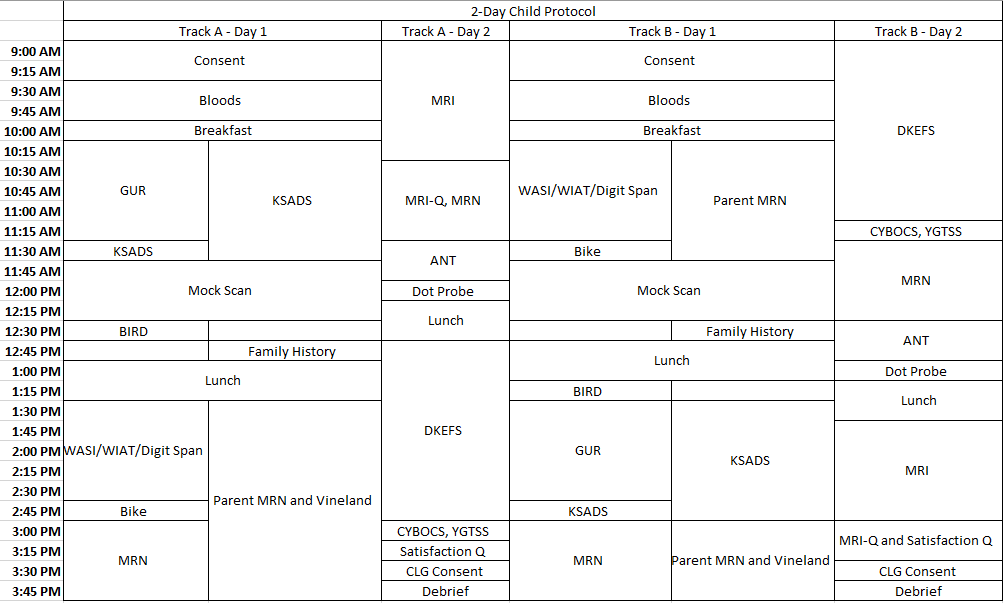 2-Day Child Protocol
Track A - Day 1 Track A - Day 2 Track B - Day 1 Track B - Day 2
9:00 AM
Consent Consent
9:15 AM
9:30 AM
Bloods MRI Bloods
9:45 AM
10:00 AM Breakfast Breakfast DKEFS
10:15 AM
10:30 AM
10:45 AM GUR WASI/WIAT/Digit Span
KSADS MRI-Q, MRN Parent MRN
11:00 AM
11:15 AM CYBOCS, YGTSS
11:30 AM KSADS Bike
ANT
11:45 AM
MRN
12:00 PM Mock Scan Dot Probe Mock Scan
12:15 PM
Lunch
12:30 PM BIRD Family History
ANT
12:45 PM Family History
Lunch
1:00 PM Dot Probe
Lunch
1:15 PM BIRD
Lunch
1:30 PM
1:45 PM DKEFS
2:00 PM WASI/WIAT/Digit Span GUR
KSADS
2:15 PM MRI
2:30 PM
Parent MRN and Vineland
2:45 PM Bike KSADS
3:00 PM CYBOCS, YGTSS
MRI-Q and Satisfaction Q
3:15 PM Satisfaction Q
MRN MRN Parent MRN and Vineland
3:30 PM CLG Consent CLG Consent
3:45 PM Debrief Debrief